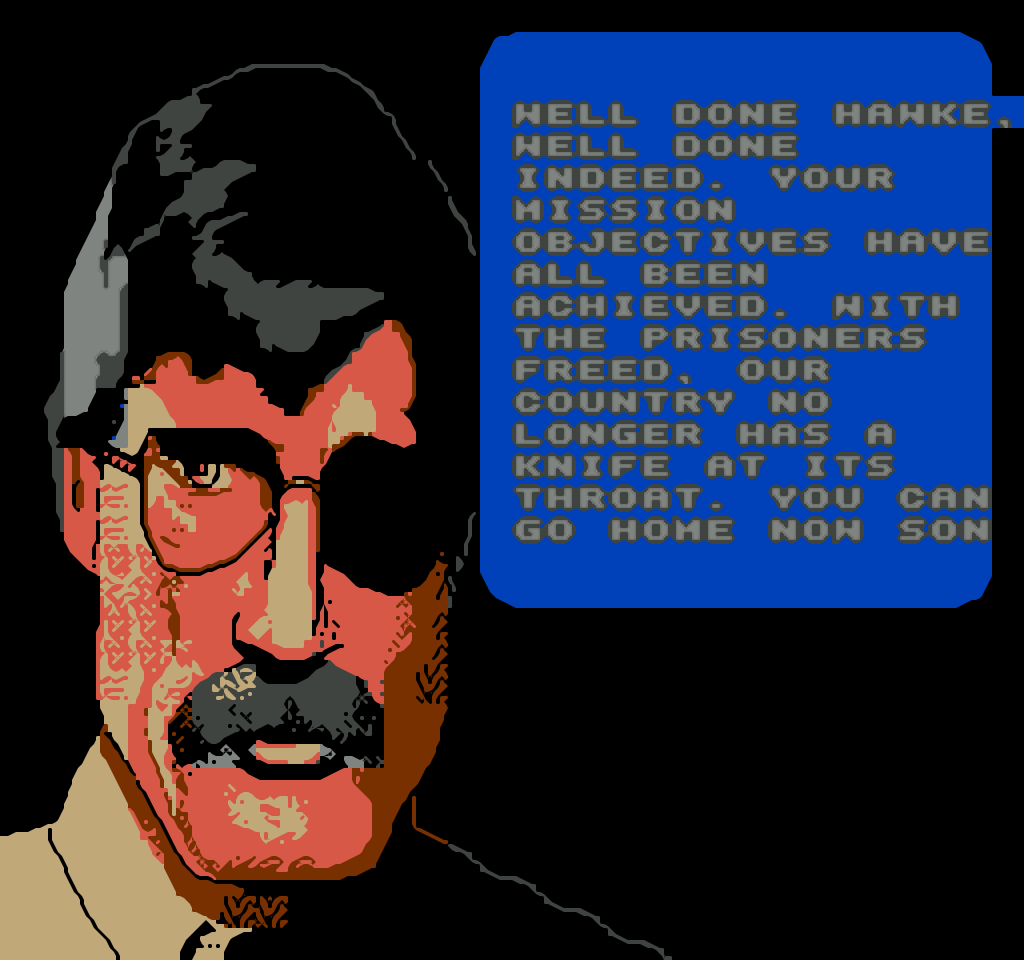 WELL DONE HAWKE,
WELL DONE
INDEED. YOUR
MISSION
OBJECTIVES HAVE
ALL BEEN
ACHIEVED. WITH
THE PRISONERS
FREED, OUR
COUNTRY NO
LONGER HAS A
KNIFE AT ITS
THROAT. YOU CAN
GO HOME NOW SON